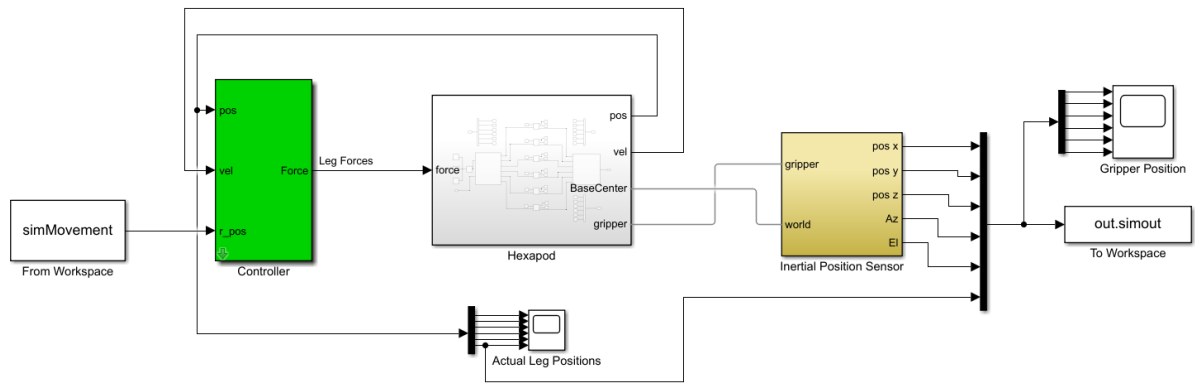 simMovement
From Workspace
pos
vel
r_pos
Force
Controller
Leg Forces
force
pos
vel
BaseCenter
gripper
Hexapod
gripper
world
pos x
pos y
pos z
Az
El
Inertial Position Sensor
Gripper Position
out.simout
To Workspace
Actual Leg Positions